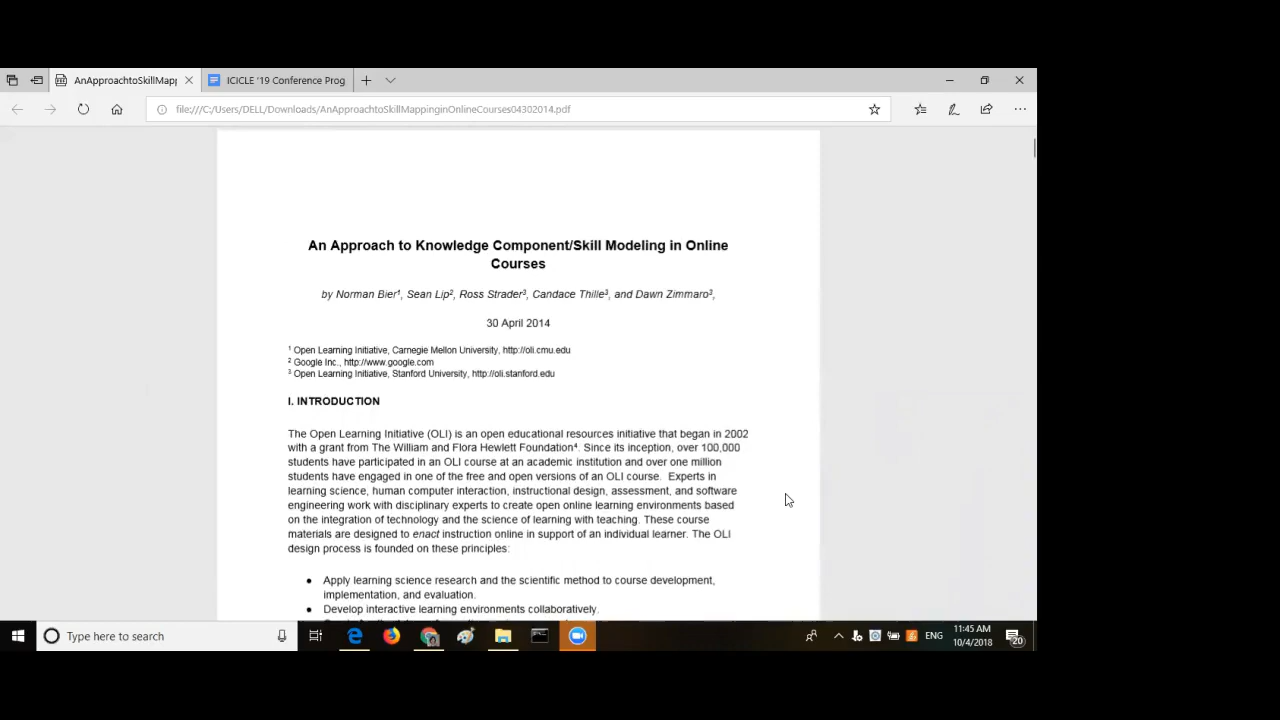 AnApproachtoSkillMapp
ICICLE '19 Conference Prog
file:///C:/Users/DELL/Downloads/AnApproachtoSkillMappinginOnlineCourses04302014.pdf
An Approach to Knowledge Component/Skill Modeling in Online
Courses
by Norman Bier¹, Sean Lip², Ross Strader³, Candace Thille³, and Dawn Zimmaro³,
30 April 2014
¹ Open Learning Initiative, Carnegie Mellon University, http://oli.cmu.edu
² Google Inc., http://www.google.com
³ Open Learning Initiative, Stanford University, http://oli.stanford.edu
I. INTRODUCTION
The Open Learning Initiative (OLI) is an open educational resources initiative that began in 2002
with a grant from The William and Flora Hewlett Foundation⁴. Since its inception, over 100,000
students have participated in an OLI course at an academic institution and over one million
students have engaged in one of the free and open versions of an OLI course. Experts in
learning science, human computer interaction, instructional design, assessment, and software
engineering work with disciplinary experts to create open online learning environments based
on the integration of technology and the science of learning with teaching. These course
materials are designed to enact instruction online in support of an individual learner. The OLI
design process is founded on these principles:
● Apply learning science research and the scientific method to course development,
implementation, and evaluation.
● Develop interactive learning environments collaboratively.
Type here to search
ENG
11:45 AM
10/4/2018
20